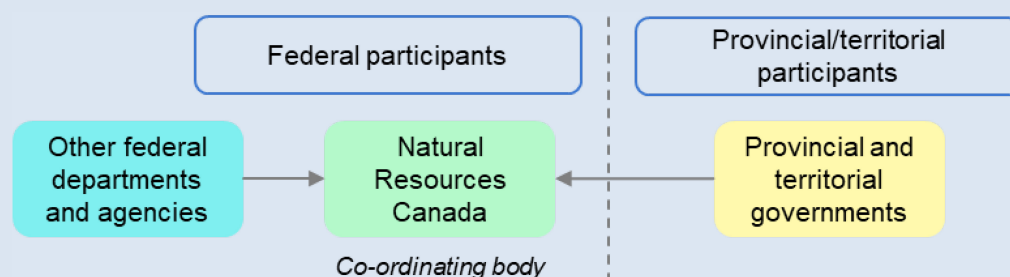 Federal participants
Provincial/territorial
participants
Other federal
departments
and agencies
Natural
Resources
Canada
Provincial and
territorial
governments
Co-ordinating body